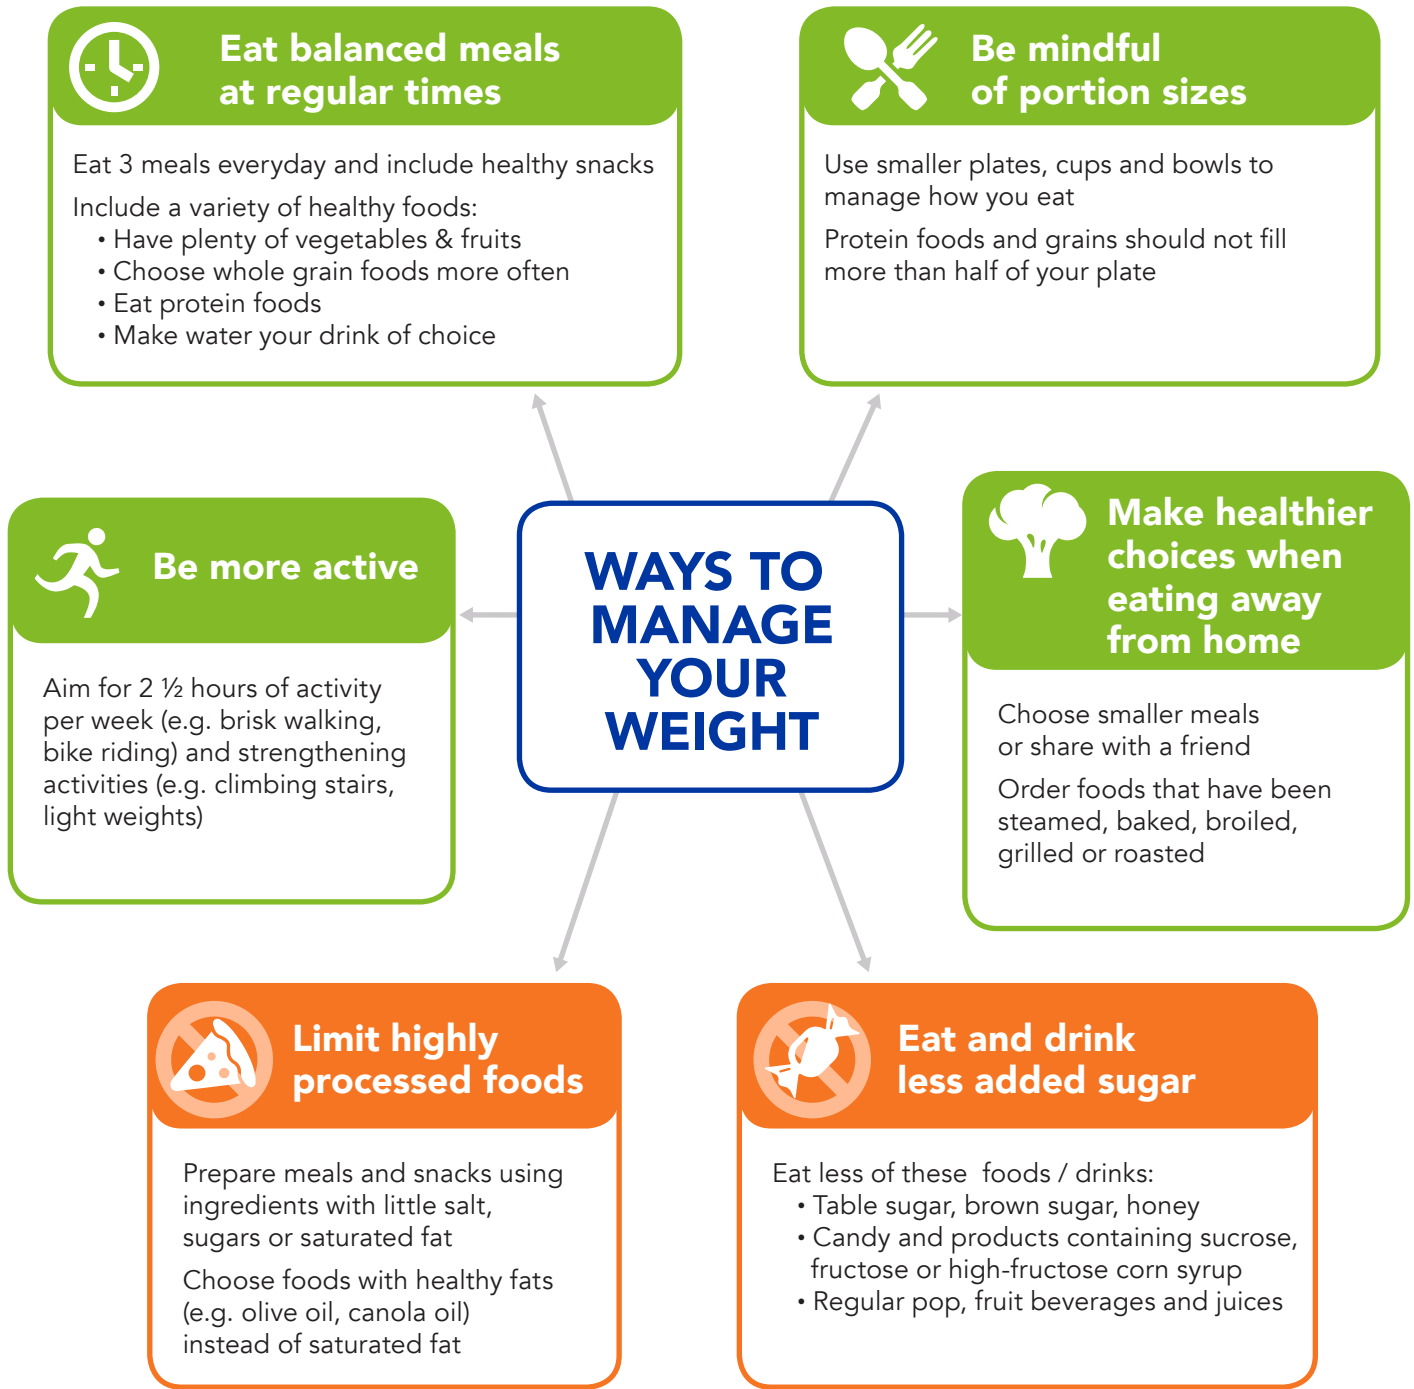 Eat balanced meals
at regular times
Eat 3 meals everyday and include healthy snacks
Include a variety of healthy foods:
• Have plenty of vegetables & fruits
• Choose whole grain foods more often
• Eat protein foods
• Make water your drink of choice
Be mindful
of portion sizes
Use smaller plates, cups and bowls to
manage how you eat
Protein foods and grains should not fill
more than half of your plate
Be more active
Aim for 2 ½ hours of activity
per week (e.g. brisk walking,
bike riding) and strengthening
activities (e.g. climbing stairs,
light weights)
WAYS TO
MANAGE
YOUR
WEIGHT
Make healthier
choices when
eating away
from home
Choose smaller meals
or share with a friend
Order foods that have been
steamed, baked, broiled,
grilled or roasted
Limit highly
processed foods
Prepare meals and snacks using
ingredients with little salt,
sugars or saturated fat
Choose foods with healthy fats
(e.g. olive oil, canola oil)
instead of saturated fat
Eat and drink
less added sugar
Eat less of these foods / drinks:
• Table sugar, brown sugar, honey
• Candy and products containing sucrose,
fructose or high-fructose corn syrup
• Regular pop, fruit beverages and juices